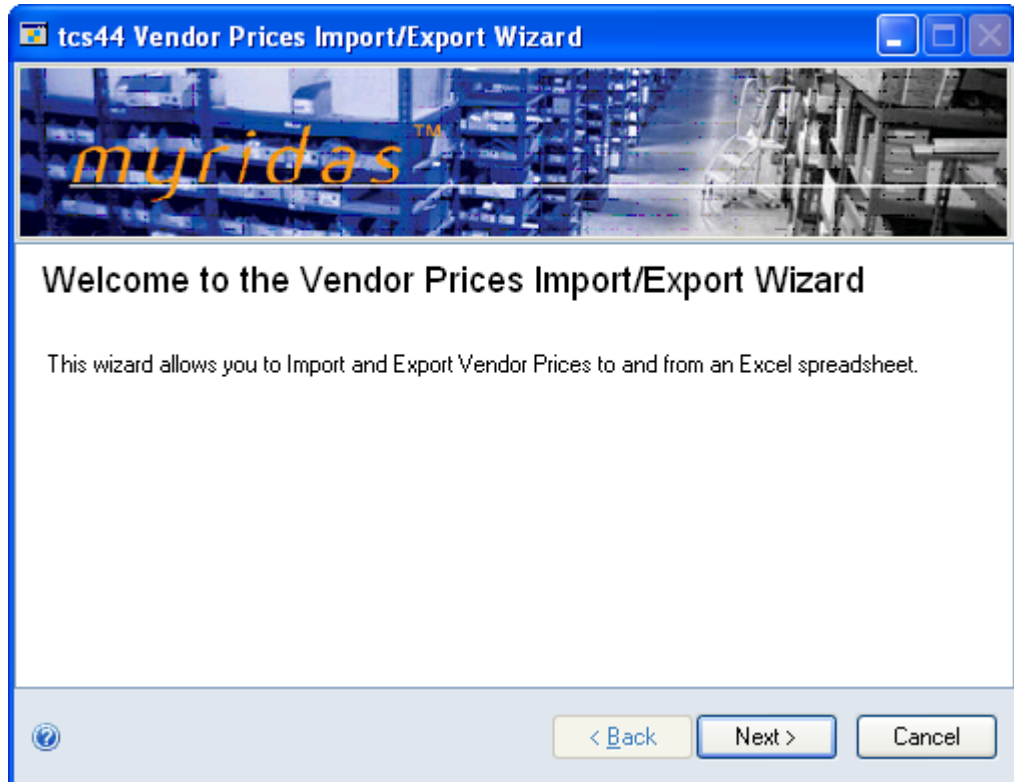 tcs44 Vendor Prices Import/Export Wizard
myridas™
Welcome to the Vendor Prices Import/Export Wizard
This wizard allows you to Import and Export Vendor Prices to and from an Excel spreadsheet.
? < Back Next > Cancel